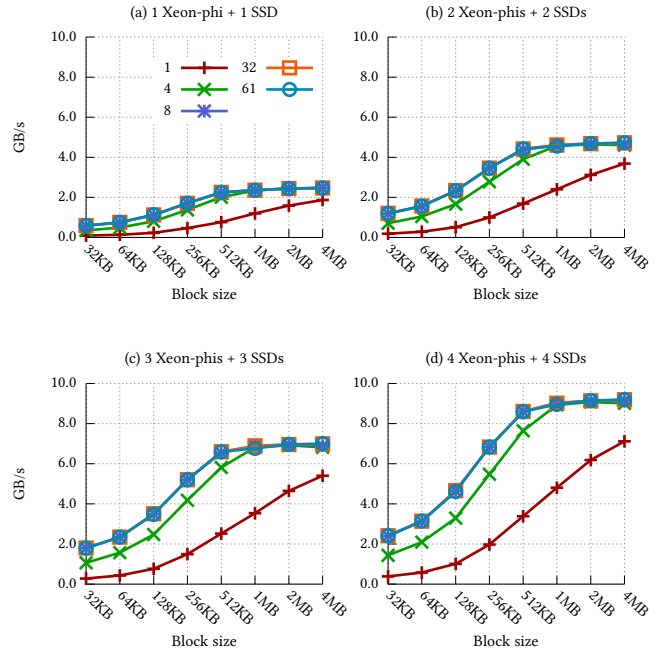 (a) 1 Xeon-phi + 1 SSD
(b) 2 Xeon-phis + 2 SSDs
10.0
8.0
6.0
4.0
2.0
0.0
GB/s
1
4
8
32
61
32KB
64KB
128KB
256KB
512KB
1MB
2MB
4MB
Block size
10.0
8.0
6.0
4.0
2.0
0.0
32KB
64KB
128KB
256KB
512KB
1MB
2MB
4MB
Block size
(c) 3 Xeon-phis + 3 SSDs
(d) 4 Xeon-phis + 4 SSDs
10.0
8.0
6.0
4.0
2.0
0.0
GB/s
32KB
64KB
128KB
256KB
512KB
1MB
2MB
4MB
Block size
10.0
8.0
6.0
4.0
2.0
0.0
32KB
64KB
128KB
256KB
512KB
1MB
2MB
4MB
Block size